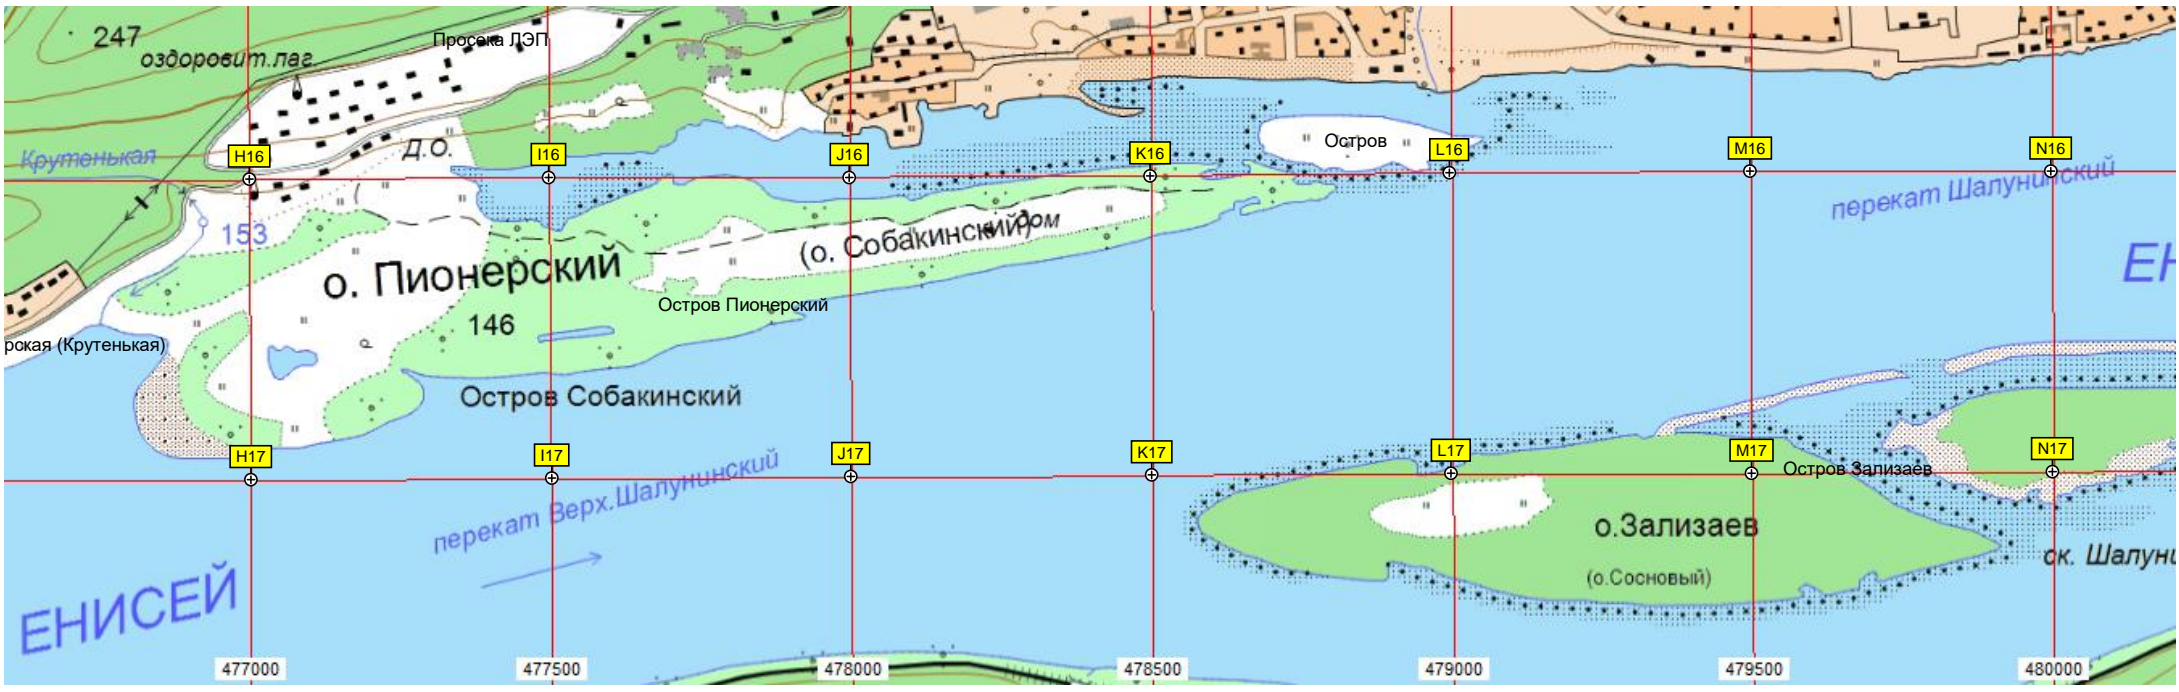 247
оздоровит.лаг.
Просека ЛЭП
Крутенькая
Д.О.
Остров
H16
I16
J16
K16
L16
M16
N16
153
перекат Шалунинский
о. Пионерский
(о. Собакинский)
дом
ЕН
Остров Пионерский
146
рская (Крутенькая)
Остров Собакинский
H17
I17
J17
K17
L17
M17
N17
перекат Верх.Шалунинский
Остров Зализаев
о.Зализаев
(о.Сосновый)
ск. Шалун
ЕНИСЕЙ
477000
477500
478000
478500
479000
479500
480000